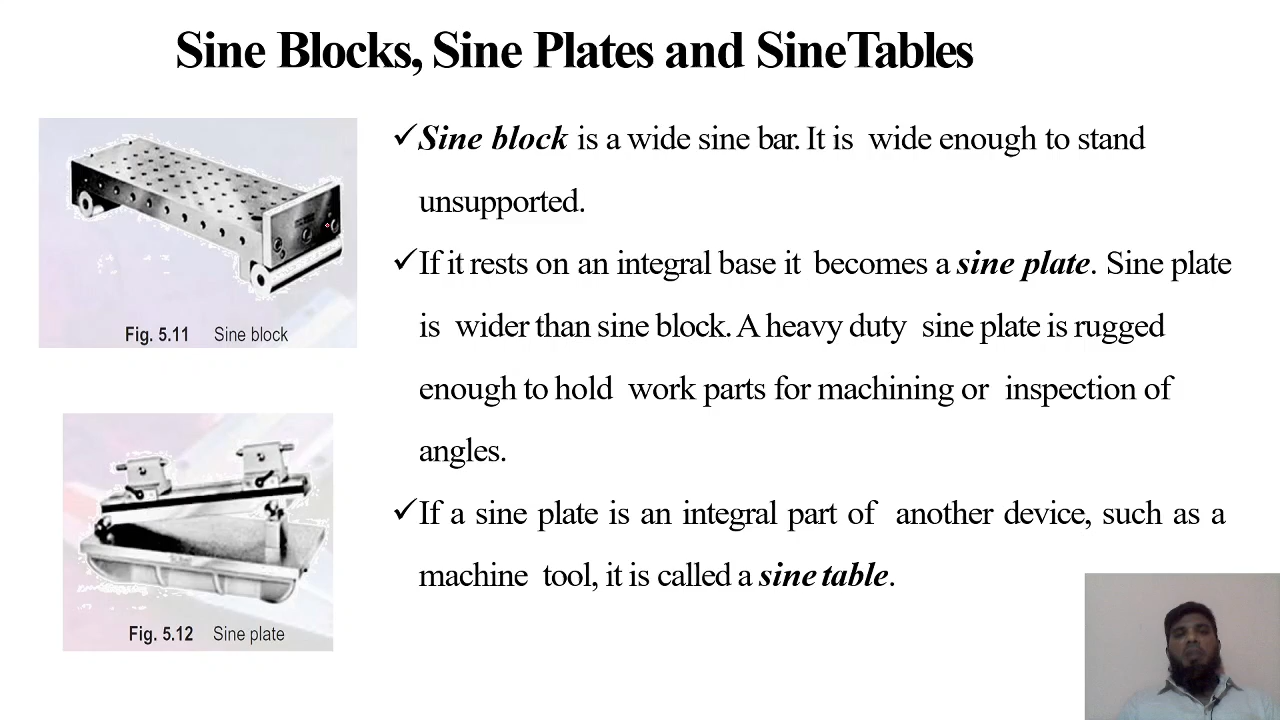 Sine Blocks, Sine Plates and Sine Tables
✓Sine block is a wide sine bar. It is wide enough to stand
unsupported.
✓If it rests on an integral base it becomes a sine plate. Sine plate
is wider than sine block. A heavy duty sine plate is rugged
enough to hold work parts for machining or inspection of
angles.
✓If a sine plate is an integral part of another device, such as a
machine tool, it is called a sine table.
Fig. 5.11 Sine block
Fig. 5.12 Sine plate